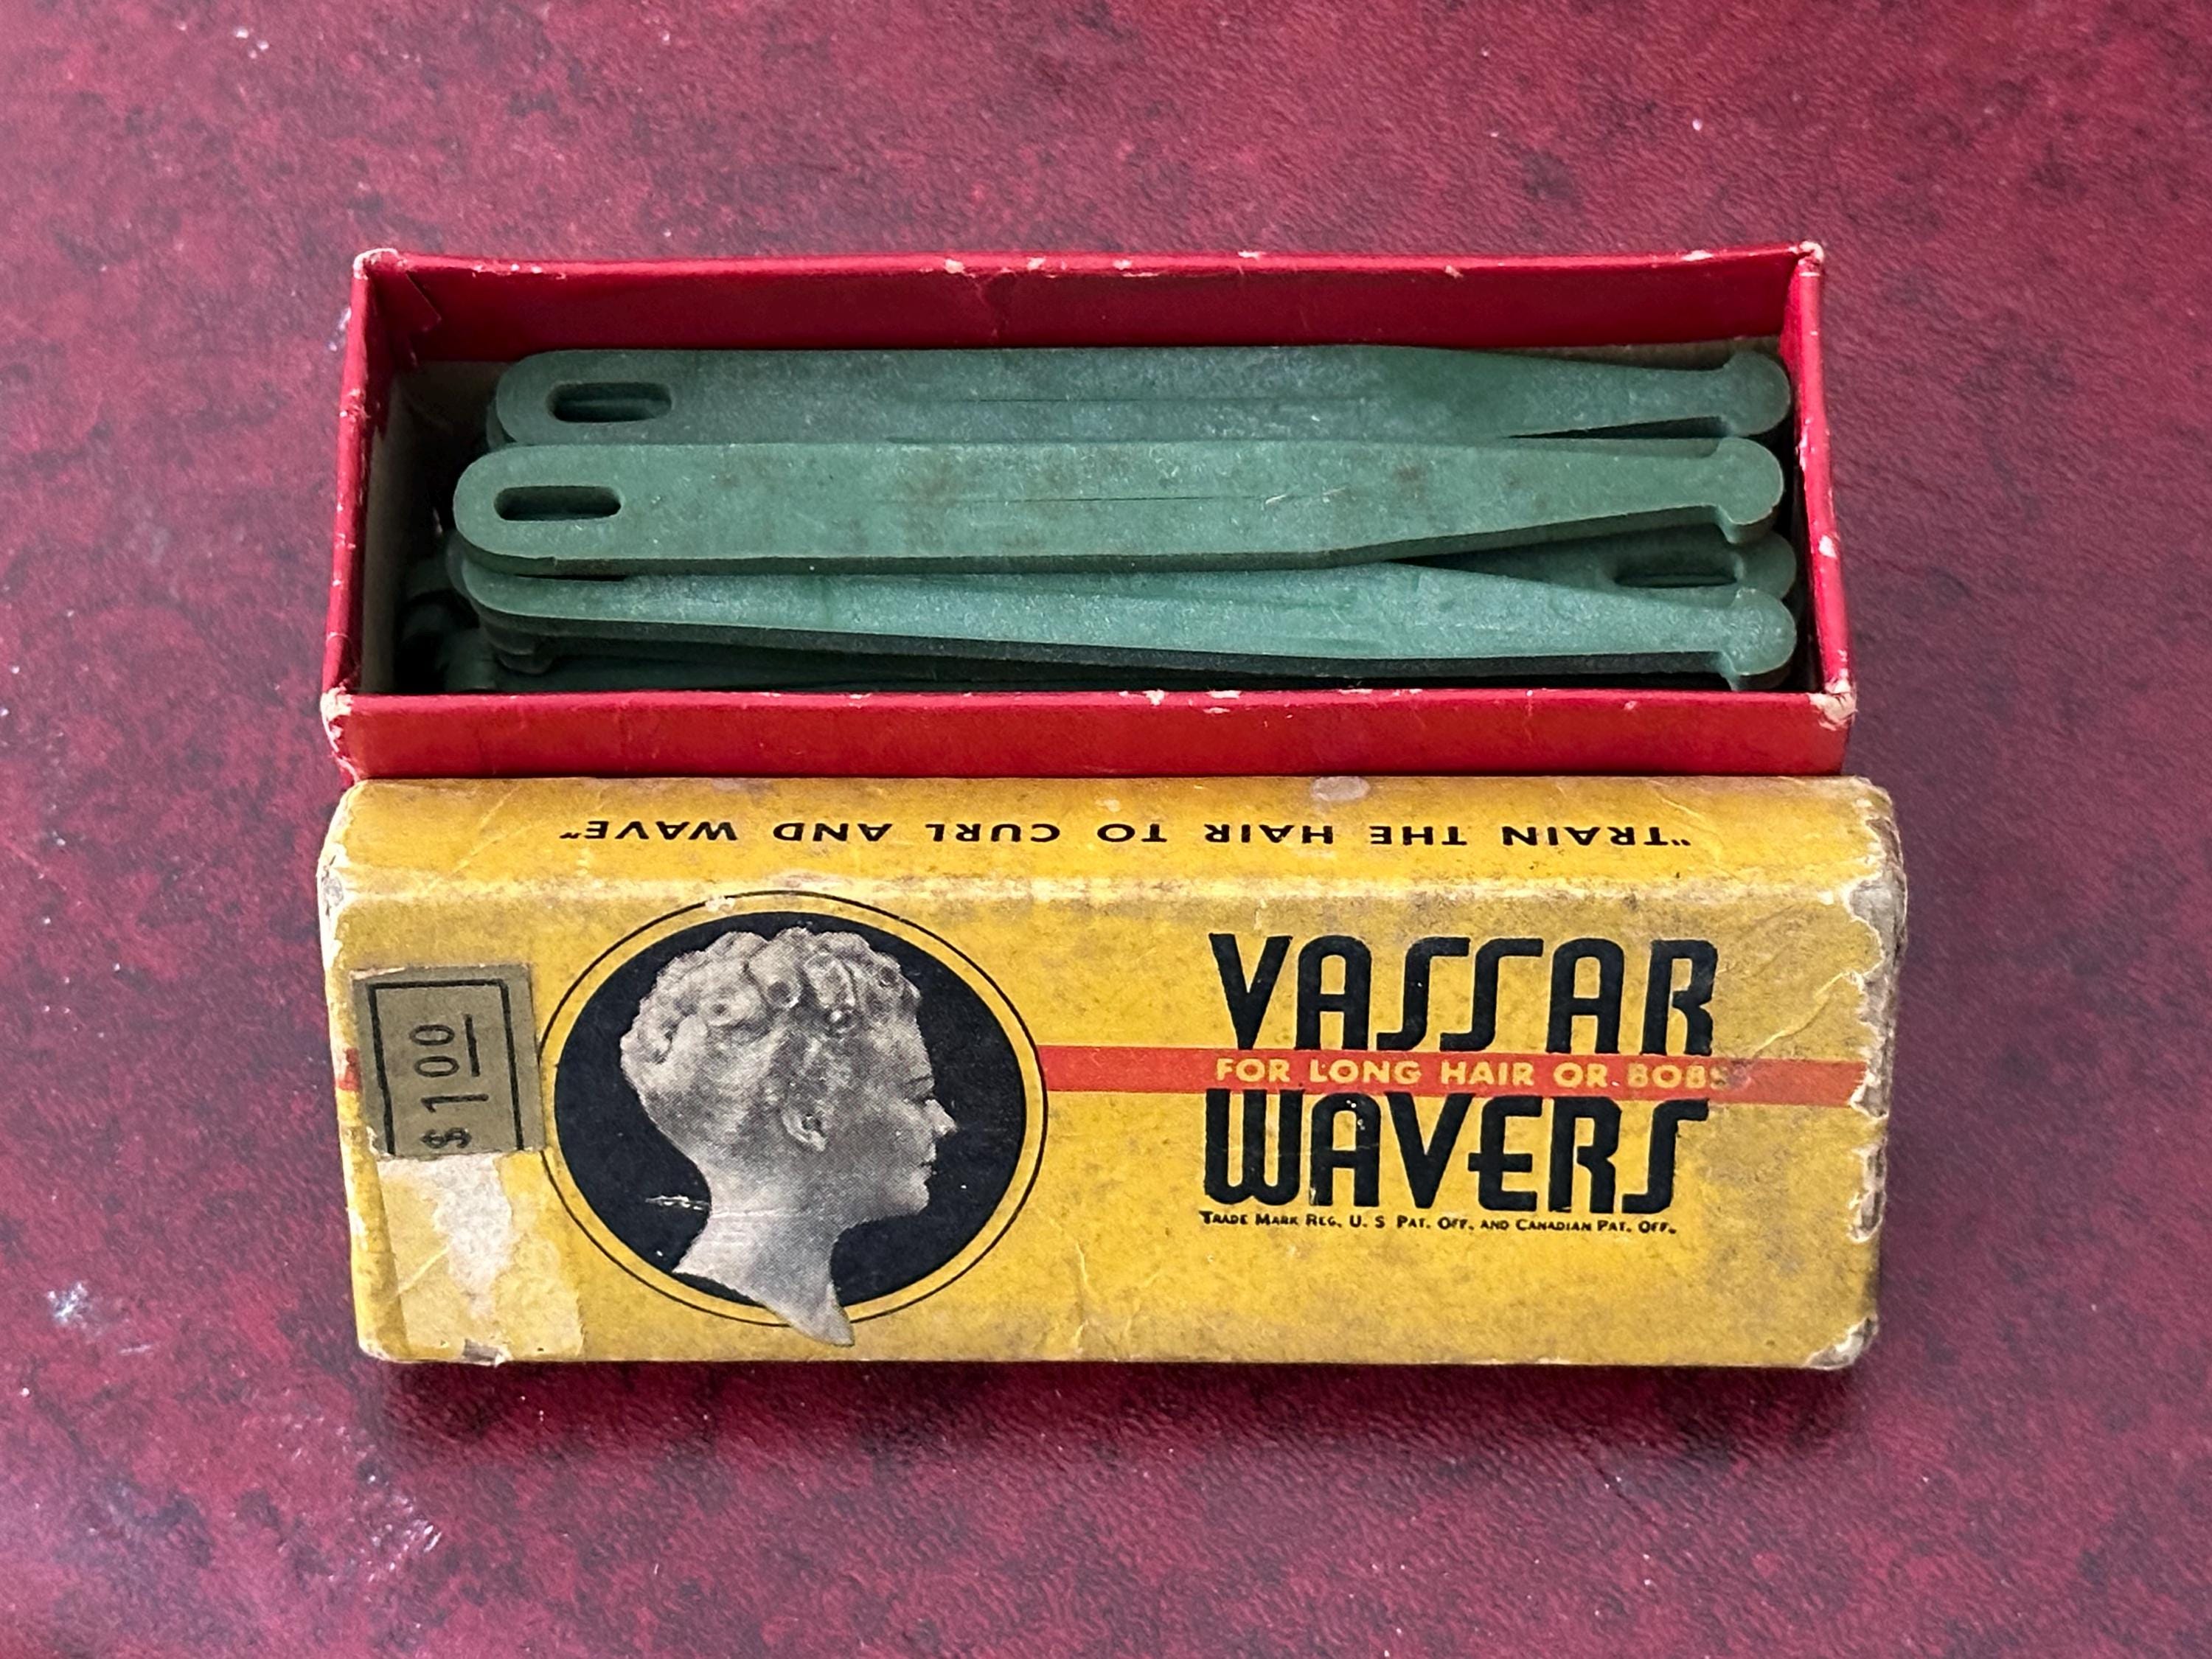 "TRAIN THE HAIR TO CURL AND WAVE"
$1 00
VASSAR
FOR LONG HAIR OR BOBS
WAVERS
TRADE MARK REG. U. S PAT. OFF. AND CANADIAN PAT. OFF.